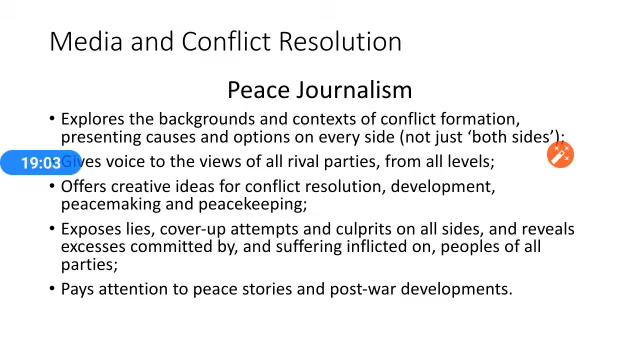 Media and Conflict Resolution
Peace Journalism
• Explores the backgrounds and contexts of conflict formation,
presenting causes and options on every side (not just ‘both sides’);
19:03
Gives voice to the views of all rival parties, from all levels;
• Offers creative ideas for conflict resolution, development,
peacemaking and peacekeeping;
• Exposes lies, cover-up attempts and culprits on all sides, and reveals
excesses committed by, and suffering inflicted on, peoples of all
parties;
• Pays attention to peace stories and post-war developments.